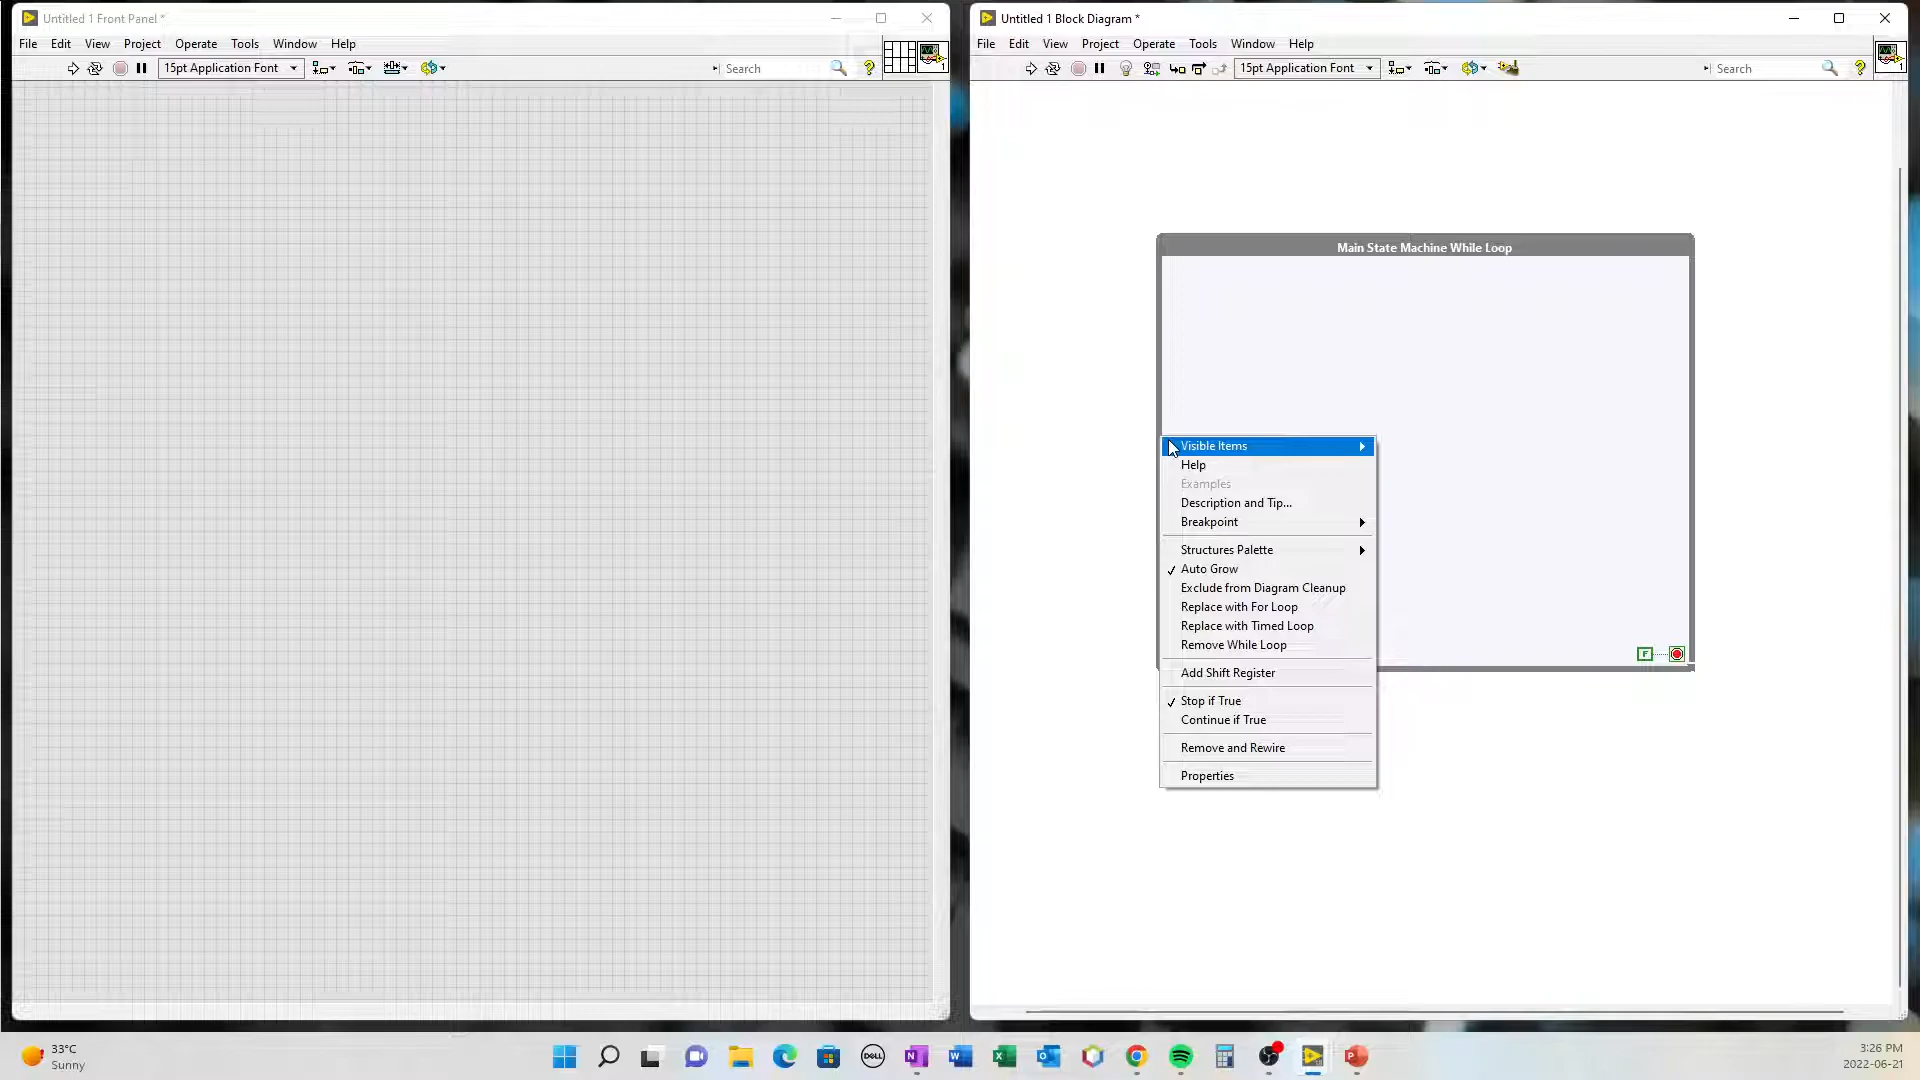 Untitled 1 Front Panel *
File Edit View Project Operate Tools Window Help
15pt Application Font
Search
?
1
Untitled 1 Block Diagram *
File Edit View Project Operate Tools Window Help
15pt Application Font
Search
?
1
Main State Machine While Loop
Visible Items
Help
Examples
Description and Tip...
Breakpoint
Structures Palette
Auto Grow
Exclude from Diagram Cleanup
Replace with For Loop
Replace with Timed Loop
Remove While Loop
Add Shift Register
Stop if True
Continue if True
Remove and Rewire
Properties
F
33°C
Sunny
DELL
N
W
X
O
P
3:26 PM
2022-06-21